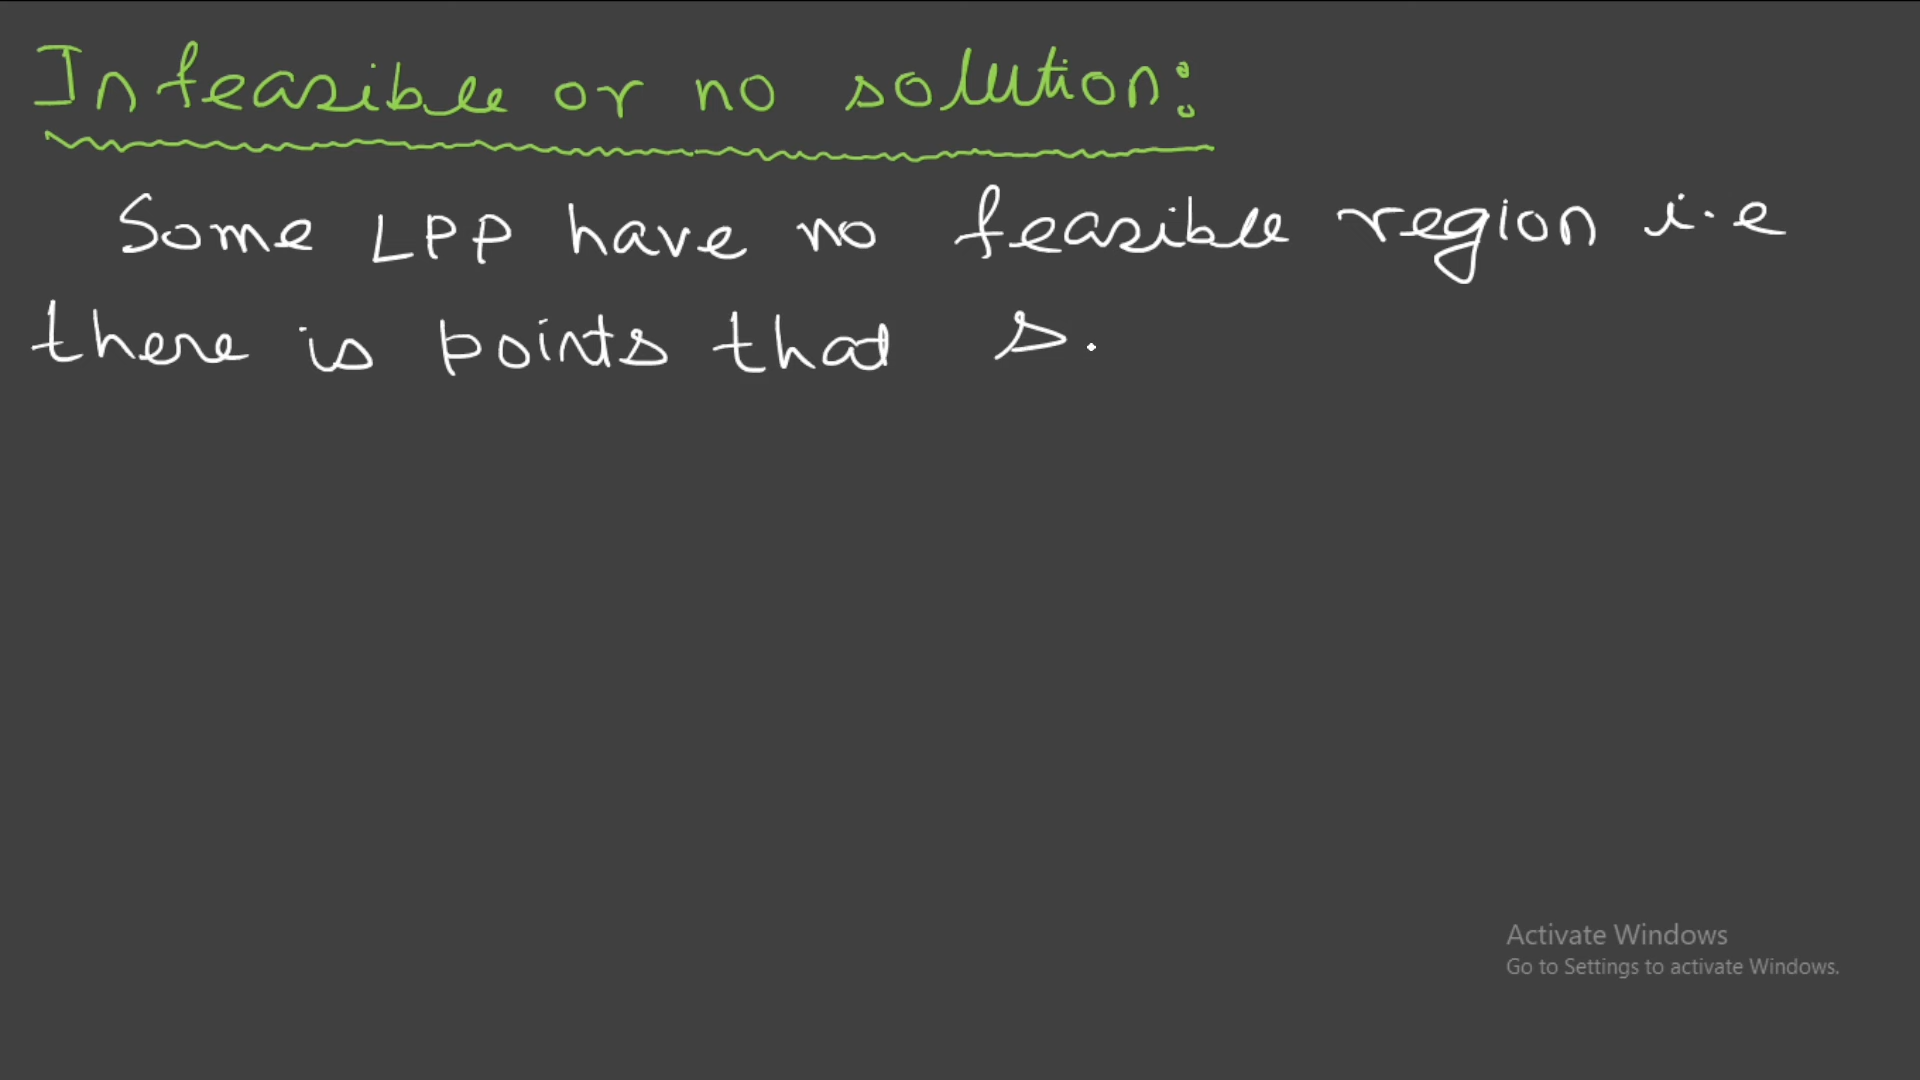 Infeasible or no solution:
Some LPP have no feasible region i.e
there is points that s
Activate Windows
Go to Settings to activate Windows.